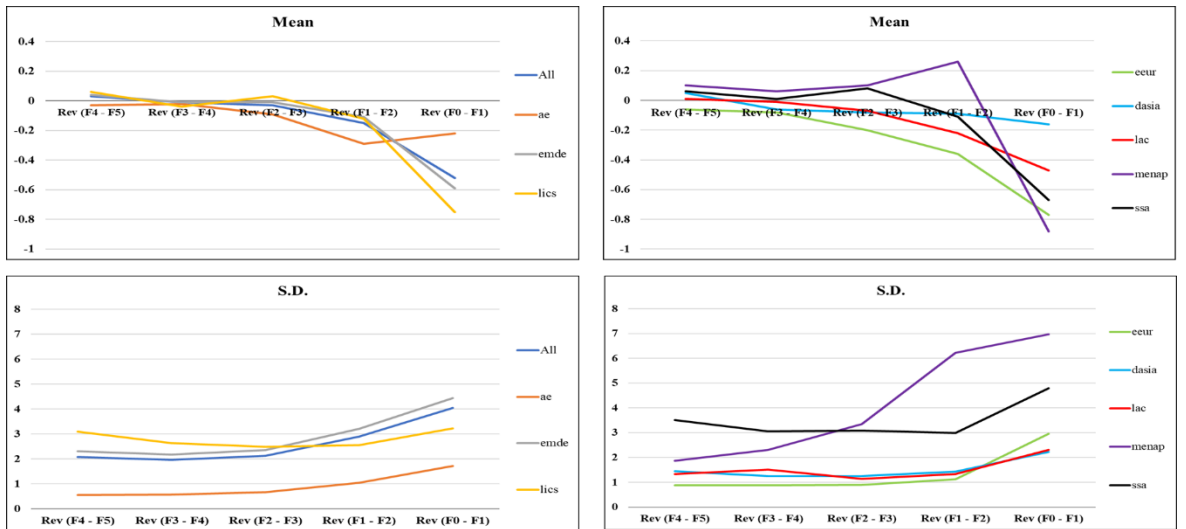 Mean
0.4
0.2
0
-0.2
-0.4
-0.6
-0.8
-1
Rev (F4 - F5)
Rev (F3 - F4)
Rev (F2 - F3)
Rev (F1 - F2)
Rev (F0 - F1)
All
ae
emde
lics
Mean
0.4
0.2
0
-0.2
-0.4
-0.6
-0.8
-1
Rev (F4 - F5)
Rev (F3 - F4)
Rev (F2 - F3)
Rev (F1 - F2)
Rev (F0 - F1)
eeur
dasia
lac
menap
ssa
S.D.
8
7
6
5
4
3
2
1
0
Rev (F4 - F5)
Rev (F3 - F4)
Rev (F2 - F3)
Rev (F1 - F2)
Rev (F0 - F1)
All
ae
emde
lics
S.D.
8
7
6
5
4
3
2
1
0
Rev (F4 - F5)
Rev (F3 - F4)
Rev (F2 - F3)
Rev (F1 - F2)
Rev (F0 - F1)
eeur
dasia
lac
menap
ssa